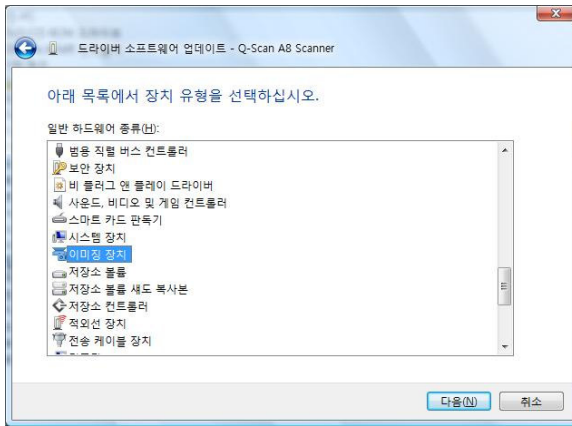 드라이버 소프트웨어 업데이트 - Q-Scan A8 Scanner
아래 목록에서 장치 유형을 선택하십시오.
일반 하드웨어 종류(H):
범용 직렬 버스 컨트롤러
보안 장치
비 플러그 앤 플레이 드라이버
사운드, 비디오 및 게임 컨트롤러
스마트 카드 판독기
시스템 장치
이미징 장치
저장소 볼륨
저장소 볼륨 섀도 복사본
저장소 컨트롤러
적외선 장치
전송 케이블 장치
다음(N)
취소